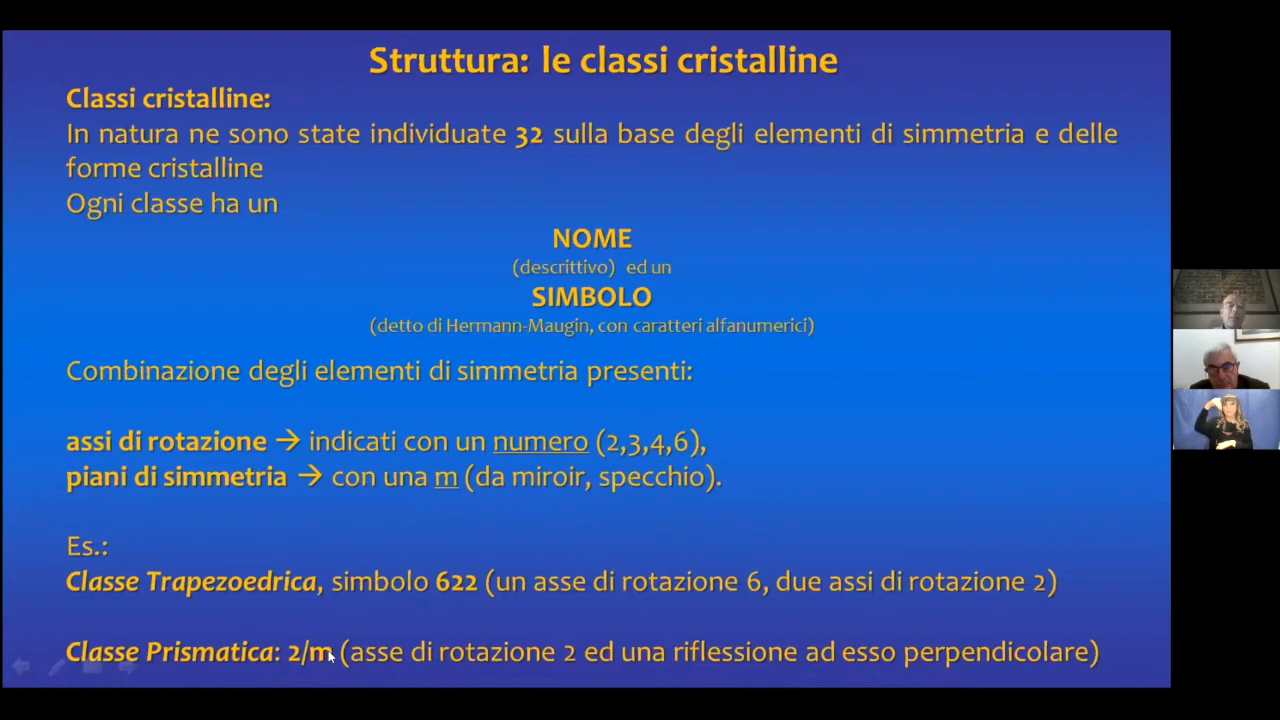 Struttura: le classi cristalline
Classi cristalline:
In natura ne sono state individuate 32 sulla base degli elementi di simmetria e delle
forme cristalline
Ogni classe ha un
NOME
(descrittivo) ed un
SIMBOLO
(detto di Hermann-Maugin, con caratteri alfanumerici)
Combinazione degli elementi di simmetria presenti:
assi di rotazione → indicati con un numero (2,3,4,6),
piani di simmetria → con una m (da miroir, specchio).
Es.:
Classe Trapezoedrica, simbolo 622 (un asse di rotazione 6, due assi di rotazione 2)
Classe Prismatica: 2/m (asse di rotazione 2 ed una riflessione ad esso perpendicolare)